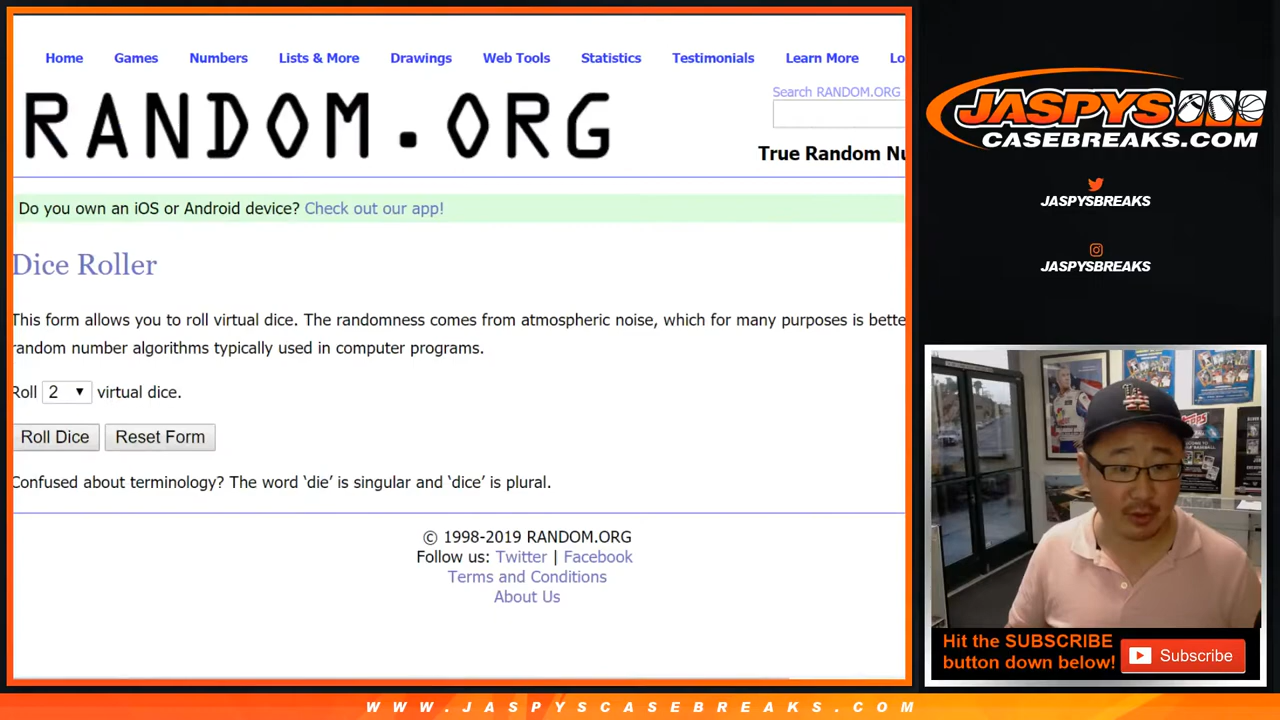 Home Games Numbers Lists & More Drawings Web Tools Statistics Testimonials Learn More Lo
RANDOM.ORG
Search RANDOM.ORG
True Random Nu
Do you own an iOS or Android device? Check out our app!
Dice Roller
This form allows you to roll virtual dice. The randomness comes from atmospheric noise, which for many purposes is bette
random number algorithms typically used in computer programs.
Roll 2 virtual dice.
Roll Dice Reset Form
Confused about terminology? The word ‘die’ is singular and ‘dice’ is plural.
© 1998-2019 RANDOM.ORG
Follow us: Twitter | Facebook
Terms and Conditions
About Us
JASPYS
CASEBREAKS.COM
JASPYSBREAKS
JASPYSBREAKS
Hit the SUBSCRIBE
button down below!
Subscribe
WWW.JASPYSCASEBREAKS.COM